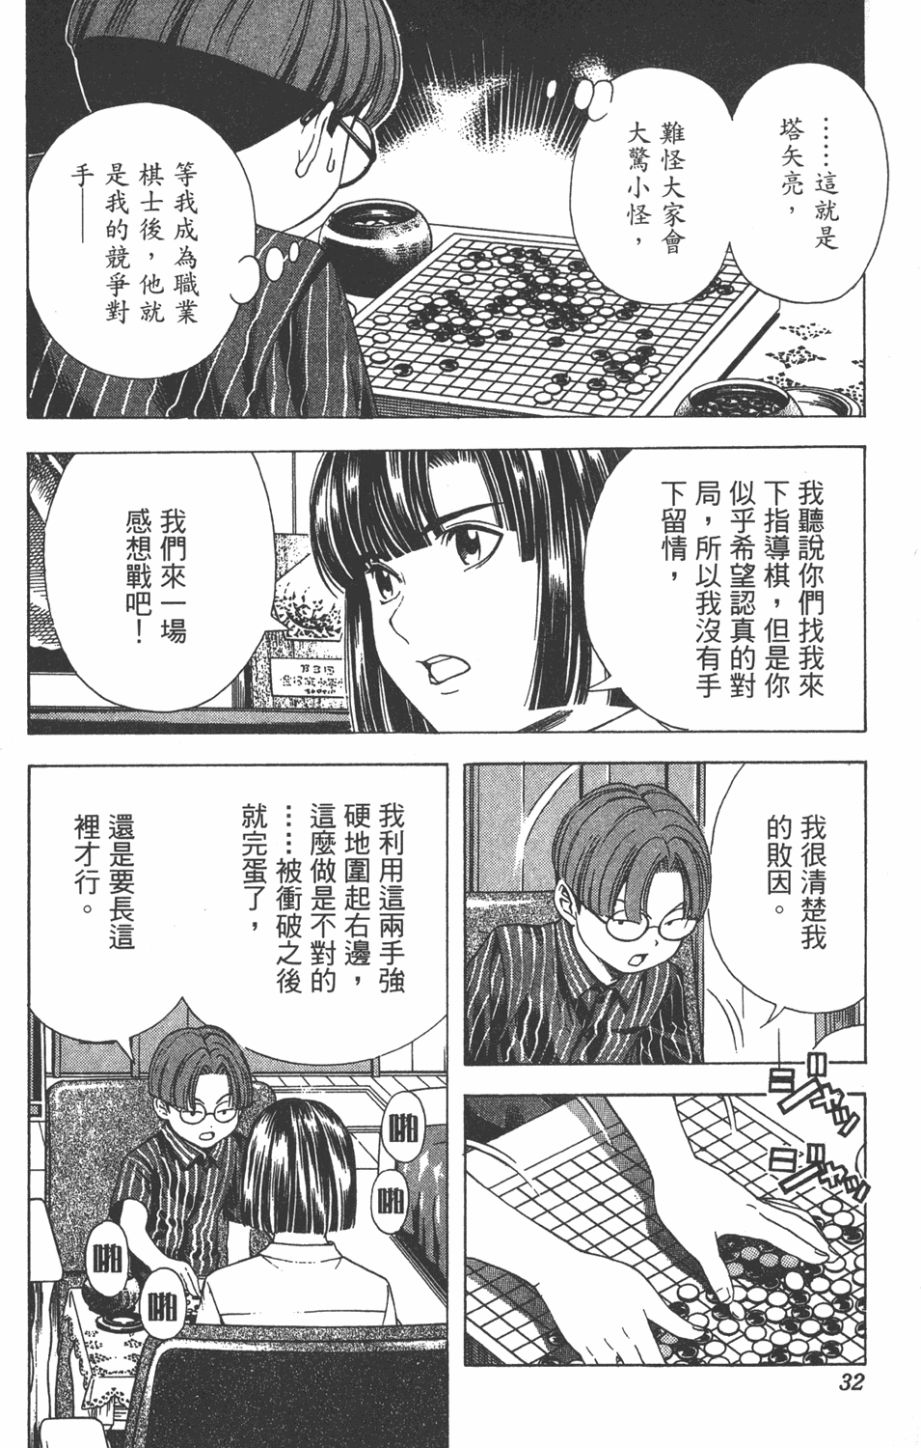 ……這就是
塔矢亮，
難怪大家會
大驚小怪，
等我成為職業
棋士後，他就
是我的競爭對
手——
我聽說你們找我來
下指導棋，但是你
似乎希望認真的對
局，所以我沒有手
下留情，
我們來一場
感想戰吧！
我很清楚我
的敗因。
ジャッ
ジャッ
我利用這兩手強
硬地圍起右邊，
這麼做是不對的
……被衝破之後
就完蛋了，
還是要長這
裡才行。
啪
啪
啪
啪
32